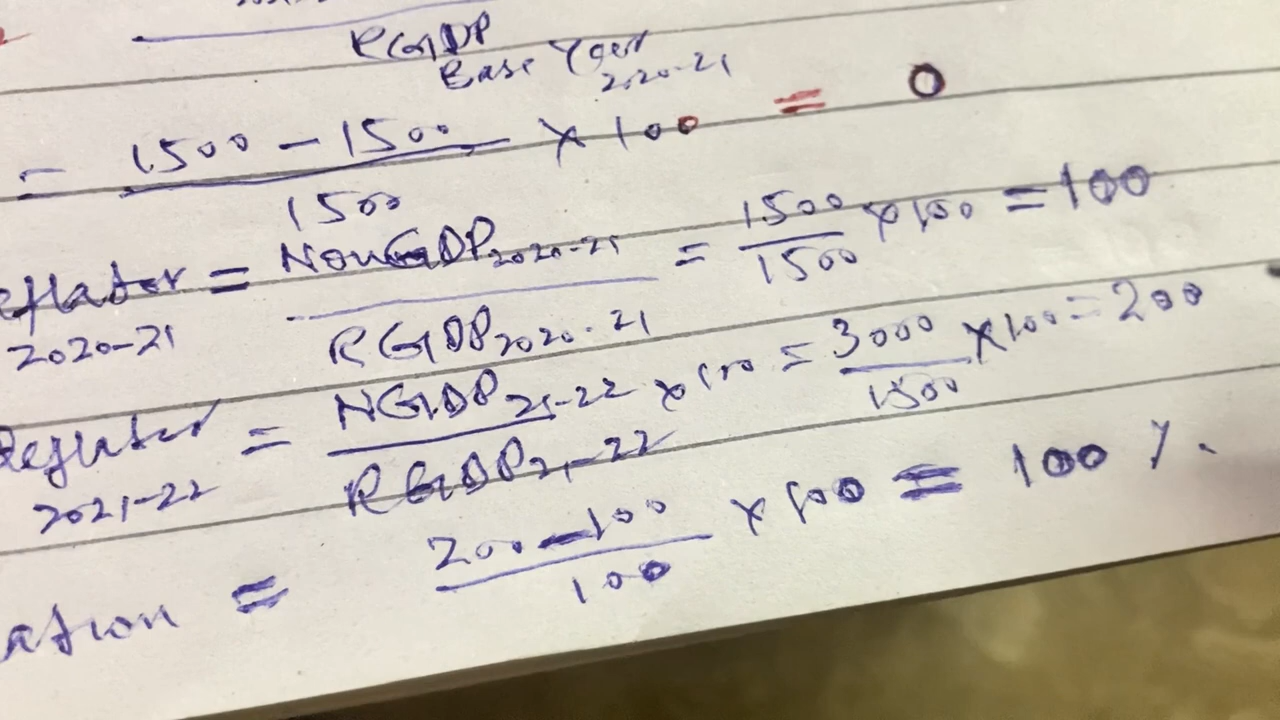 RGDP
Base Year 2020-21
= 1500 - 1500 / 1500 × 100 = 0
eflator 2020-21 = NomGDP 2020-21 / RGDP 2020-21 = 1500 / 1500 × 100 = 100
Deflator 2021-22 = NGDP 21-22 / RGDP 21-22 × 100 = 3000 / 1500 × 100 = 200
ation = 200 - 100 / 100 × 100 = 100 %.